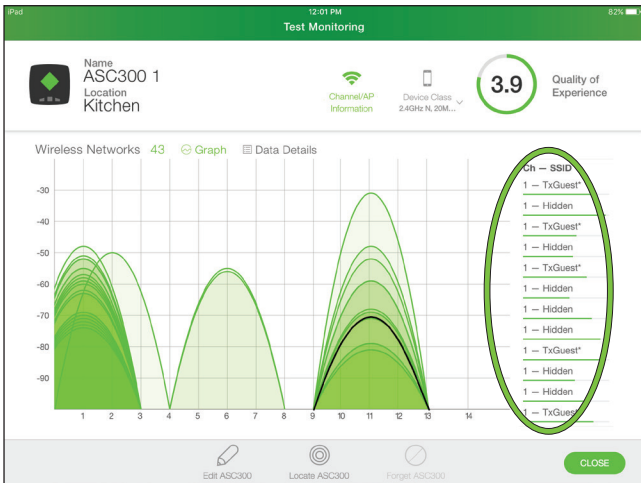 iPad 12:01 PM 82%
Test Monitoring
Name
ASC300 1
Location
Kitchen
Channel/AP
Information
Device Class
2.4GHz N, 20M...
3.9
Quality of
Experience
Wireless Networks 43 Graph Data Details
Ch — SSID
1 — TxGuest*
1 — Hidden
1 — TxGuest*
1 — Hidden
1 — TxGuest*
1 — Hidden
1 — Hidden
1 — Hidden
1 — TxGuest*
1 — Hidden
1 — Hidden
1 — TxGuest*
-30
-40
-50
-60
-70
-80
-90
1 2 3 4 5 6 7 8 9 10 11 12 13 14
Edit ASC300 Locate ASC300 Forget ASC300
CLOSE